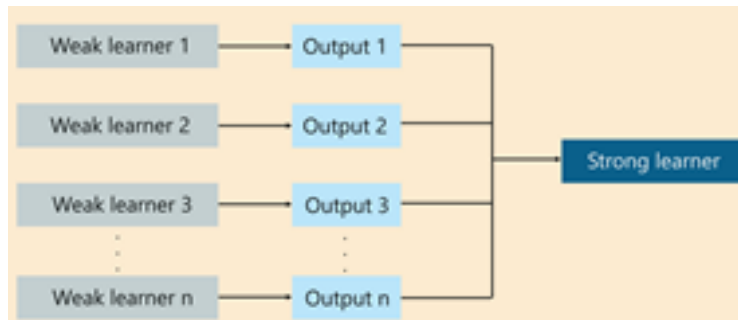 Weak learner 1
Output 1
Weak learner 2
Output 2
Strong learner
Weak learner 3
Output 3
Weak learner n
Output n